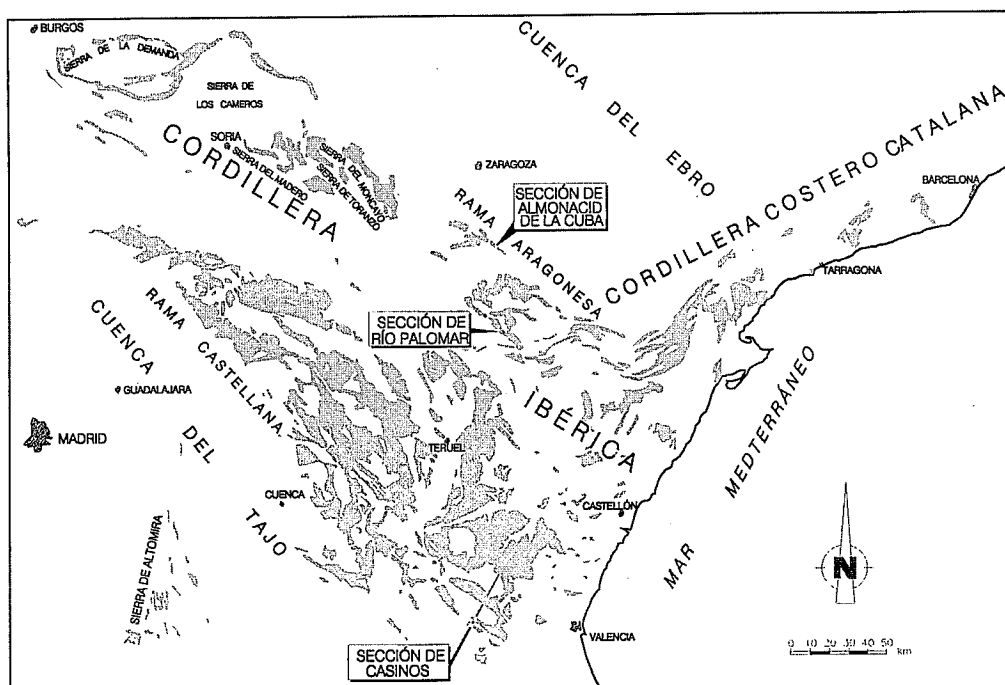 BURGOS
SIERRA DE LA DEMANDA
SIERRA DE
LOS CAMEROS
CUENCA DEL EBRO
SORIA
SIERRA DEL MADERO
SIERRA DEL MONCAYO
SIERRA DE TORANZO
ZARAGOZA
CORDILLERA
IBÉRICA
SECCIÓN DE
ALMONACID
DE LA CUBA
RAMA ARAGONESA
CORDILLERA COSTERO CATALANA
BARCELONA
TARRAGONA
RAMA CASTELLANA
SECCIÓN DE
RÍO PALOMAR
CUENCA DEL TAJO
GUADALAJARA
MADRID
TERUEL
CUENCA
CASTELLÓN
MAR MEDITERRÁNEO
SIERRA DE ALTOMIRA
N
VALENCIA
SECCIÓN DE
CASINOS
0 10 20 30 40 50
km